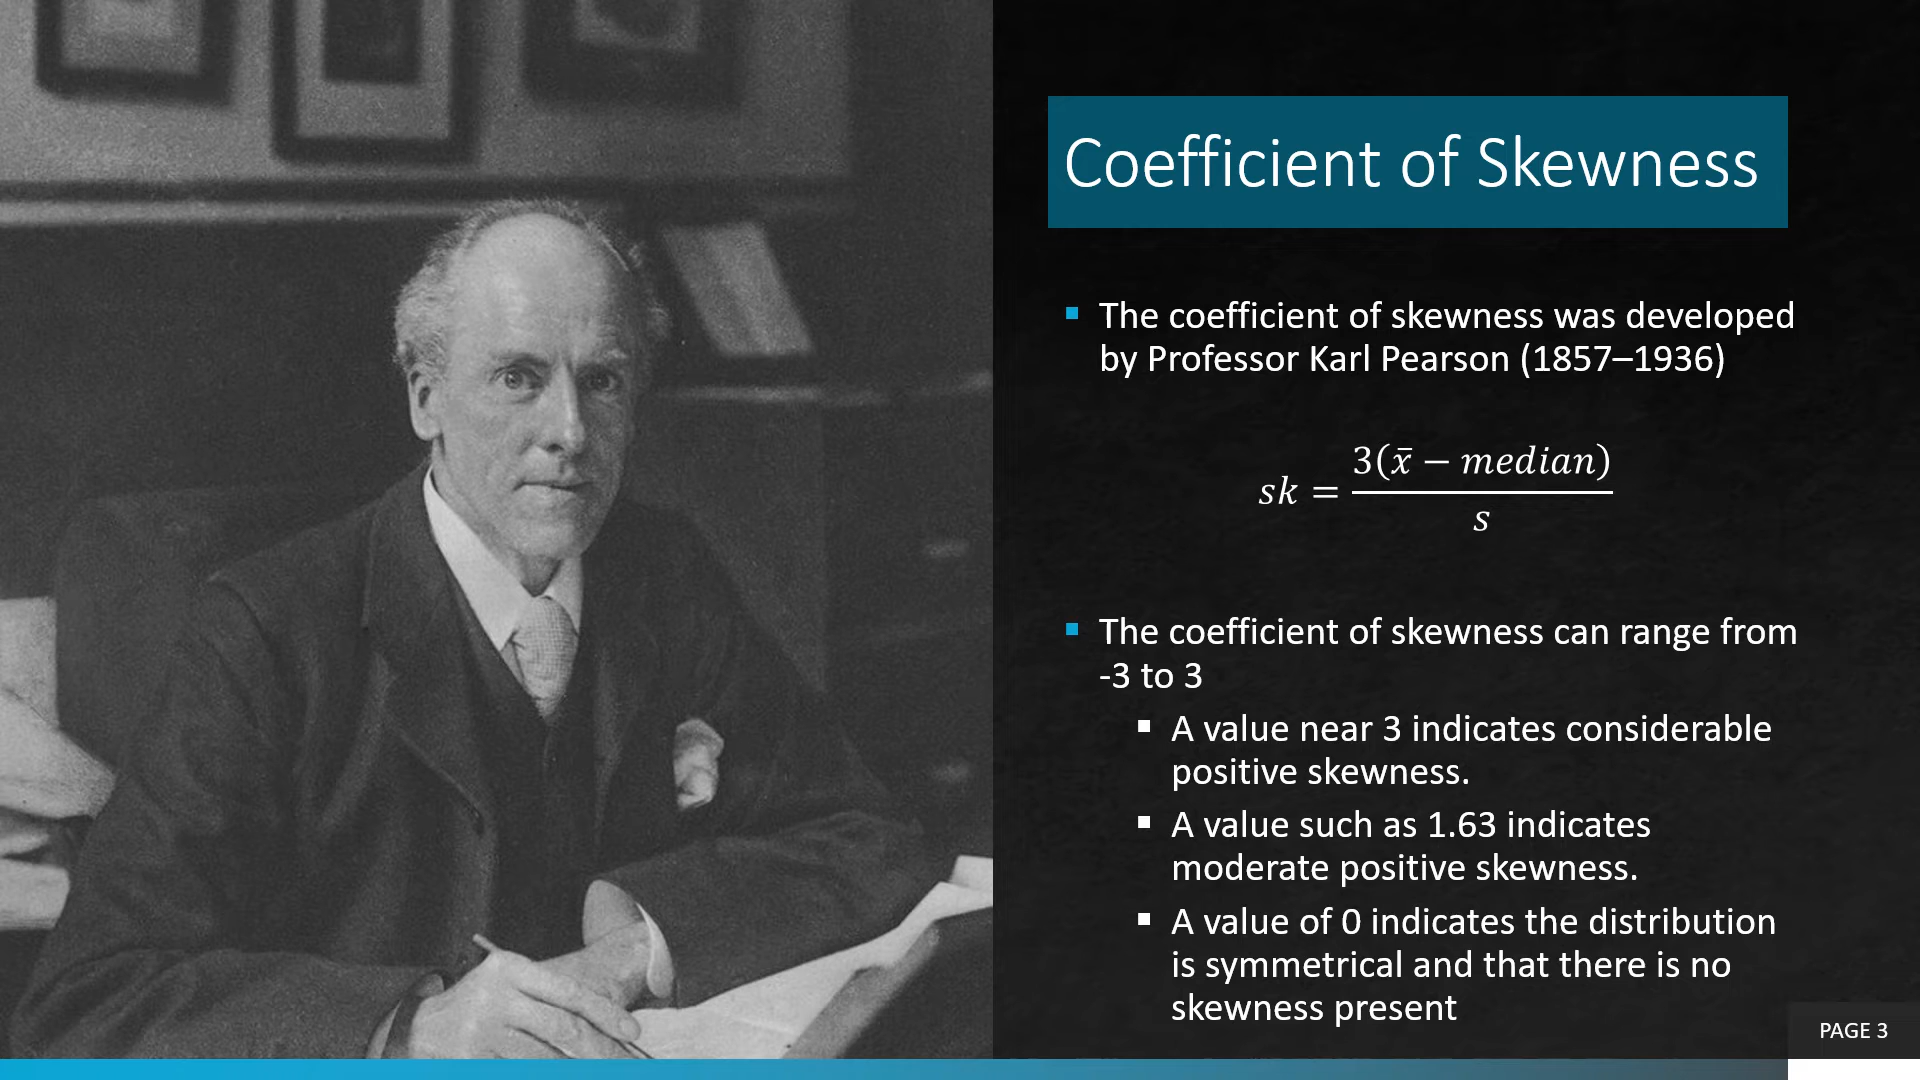 Coefficient of Skewness
The coefficient of skewness was developed
by Professor Karl Pearson (1857–1936)
sk = 3(x̄ − median) / s
The coefficient of skewness can range from
-3 to 3
A value near 3 indicates considerable
positive skewness.
A value such as 1.63 indicates
moderate positive skewness.
A value of 0 indicates the distribution
is symmetrical and that there is no
skewness present
PAGE 3